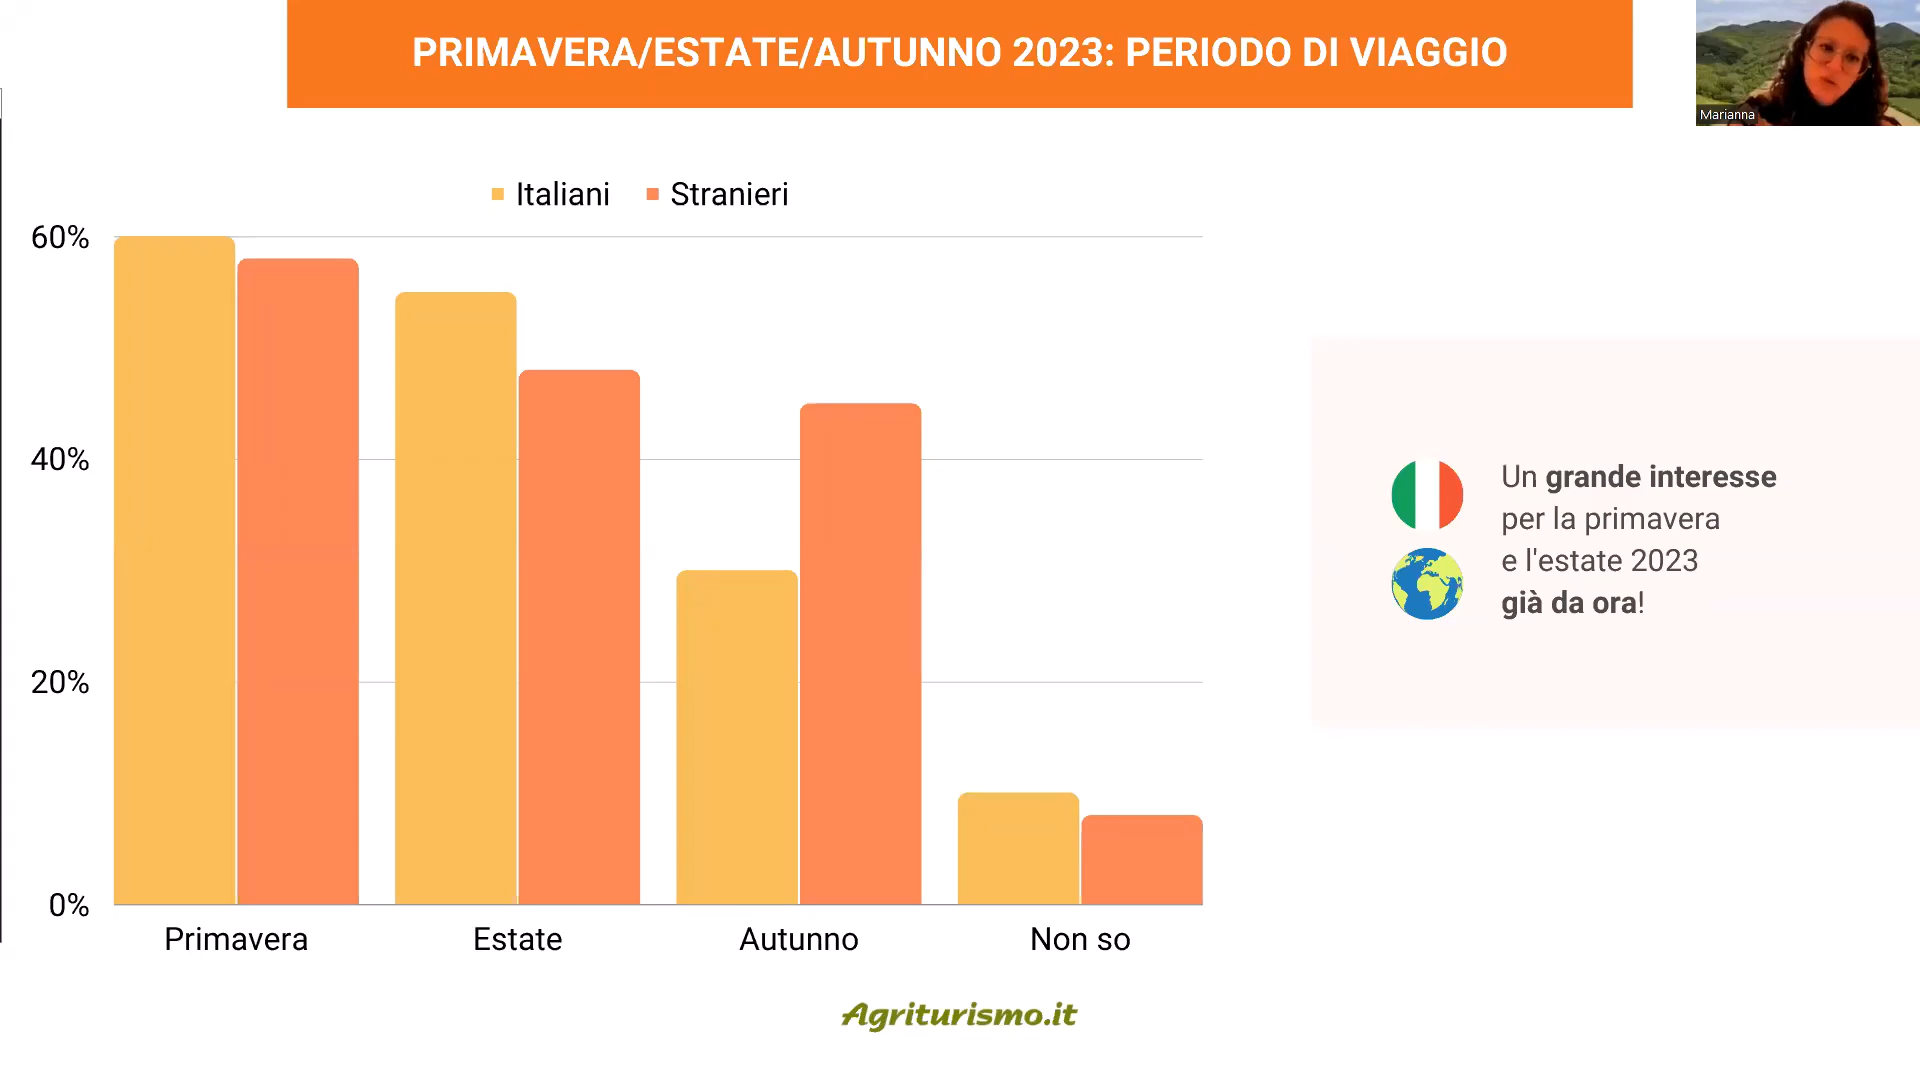 PRIMAVERA/ESTATE/AUTUNNO 2023: PERIODO DI VIAGGIO
Marianna
Italiani
Stranieri
60%
40%
20%
0%
Primavera
Estate
Autunno
Non so
Un grande interesse
per la primavera
e l'estate 2023
già da ora!
Agriturismo.it